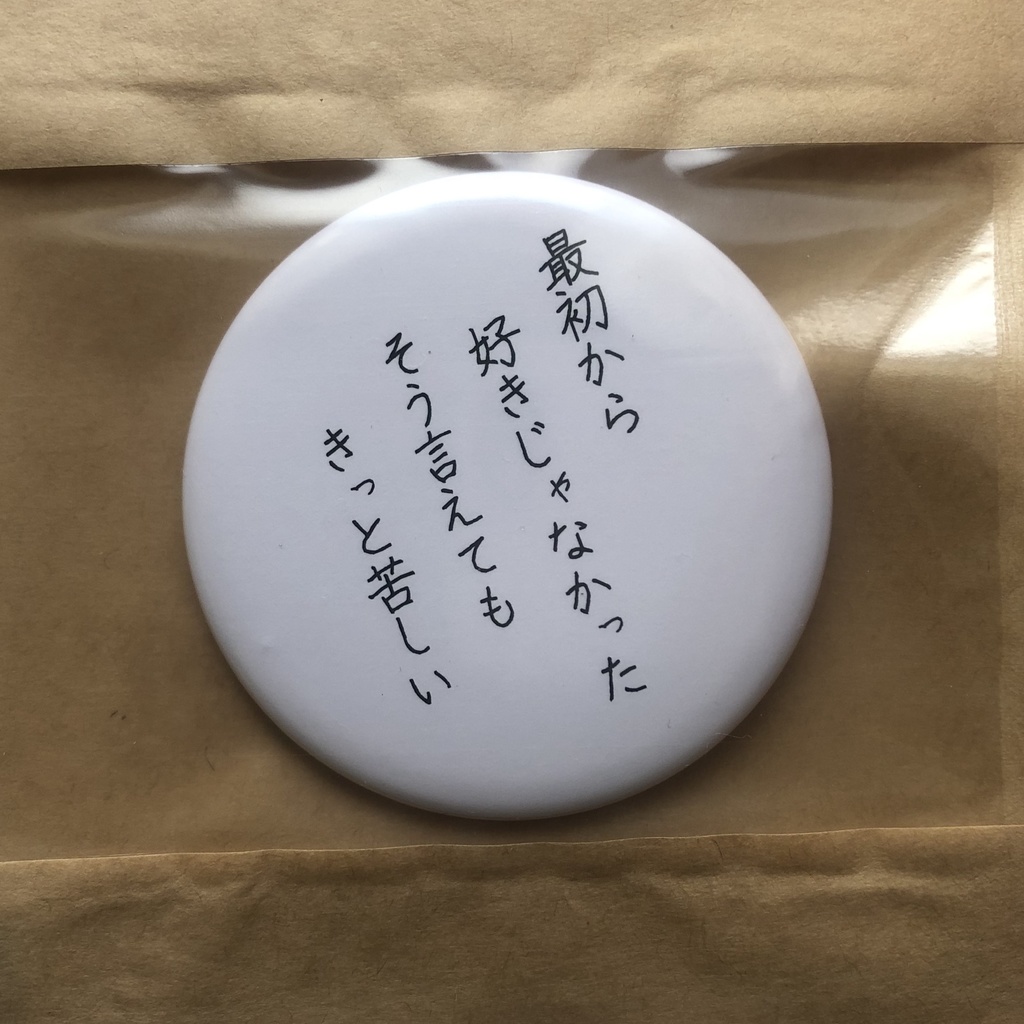 最初から
好きじゃなかった
そう言えても
きっと苦しい